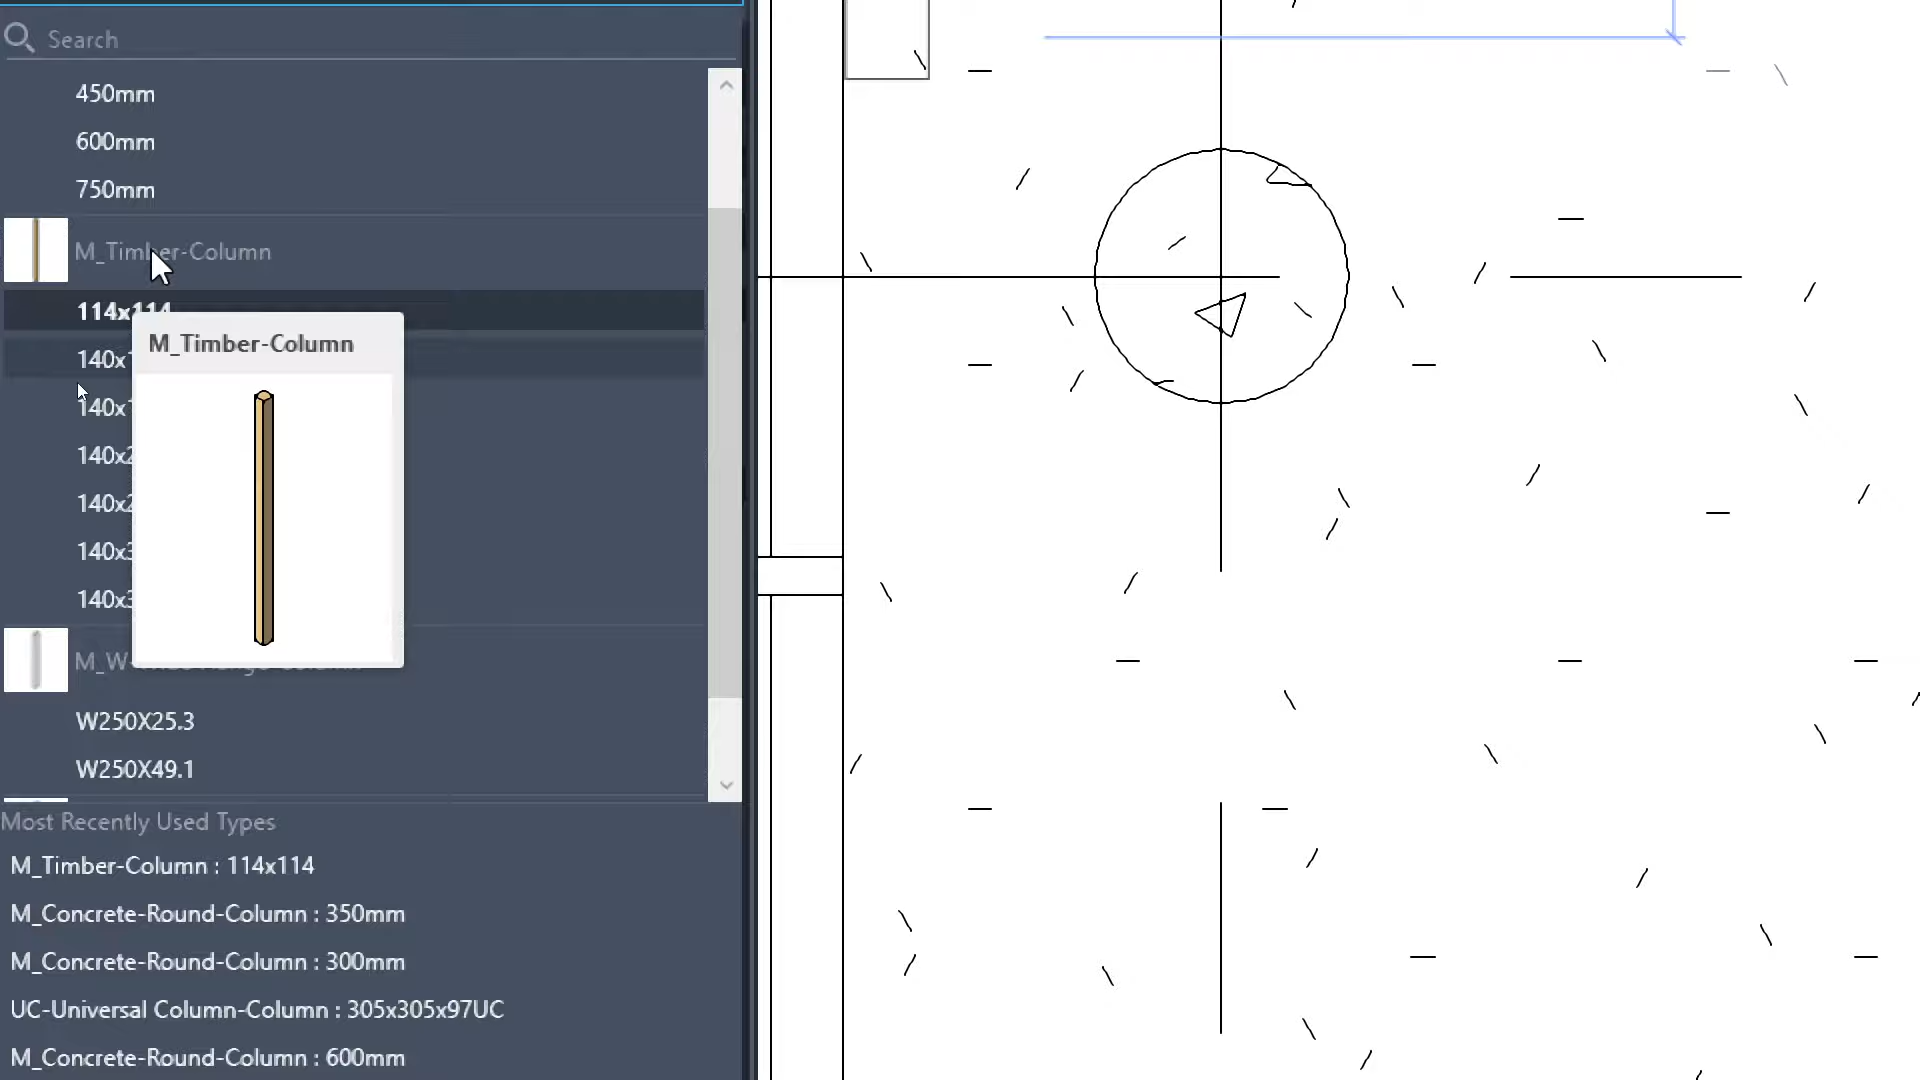 Search
450mm
600mm
750mm
M_Timber-Column
114x114
M_Timber-Column
W250X25.3
W250X49.1
Most Recently Used Types
M_Timber-Column : 114x114
M_Concrete-Round-Column : 350mm
M_Concrete-Round-Column : 300mm
UC-Universal Column-Column : 305x305x97UC
M_Concrete-Round-Column : 600mm